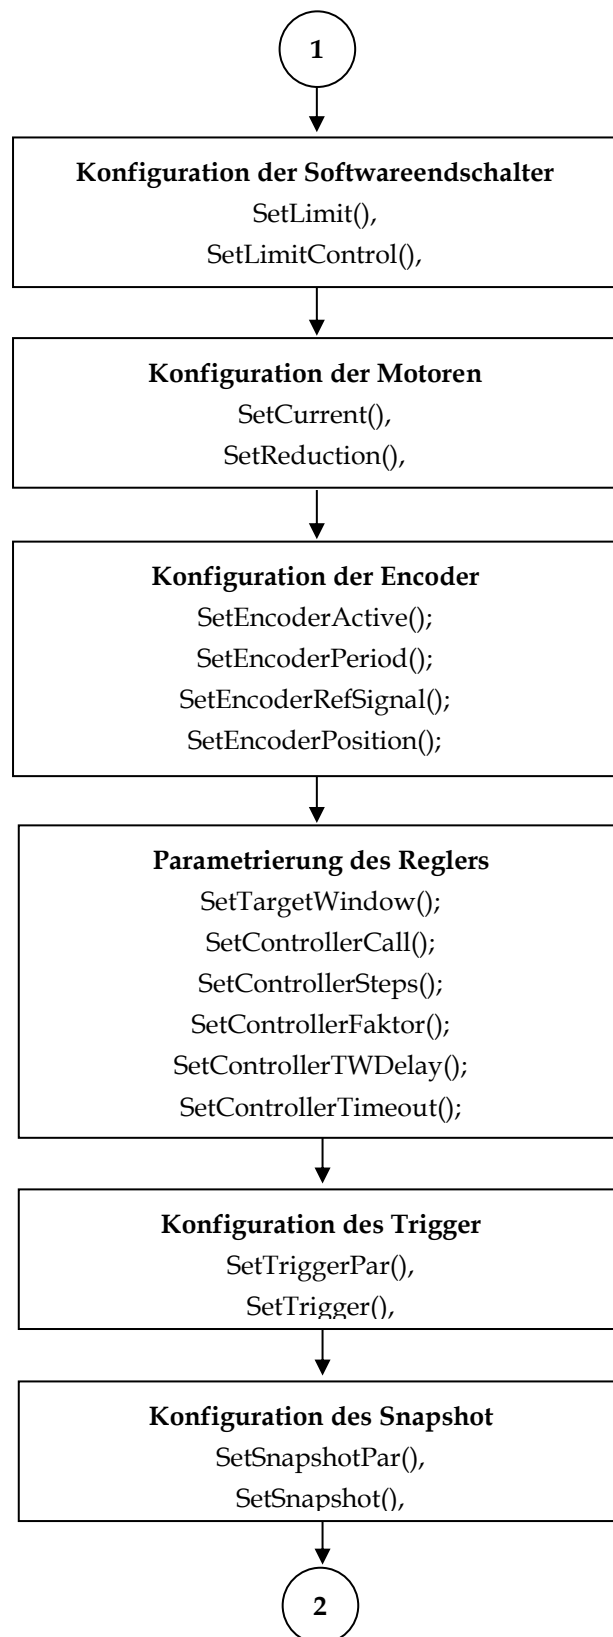 1
Konfiguration der Softwareendschalter
SetLimit(),
SetLimitControl(),
Konfiguration der Motoren
SetCurrent(),
SetReduction(),
Konfiguration der Encoder
SetEncoderActive();
SetEncoderPeriod();
SetEncoderRefSignal();
SetEncoderPosition();
Parametrierung des Reglers
SetTargetWindow();
SetControllerCall();
SetControllerSteps();
SetControllerFaktor();
SetControllerTWDelay();
SetControllerTimeout();
Konfiguration des Trigger
SetTriggerPar(),
SetTrigger(),
Konfiguration des Snapshot
SetSnapshotPar(),
SetSnapshot(),
2